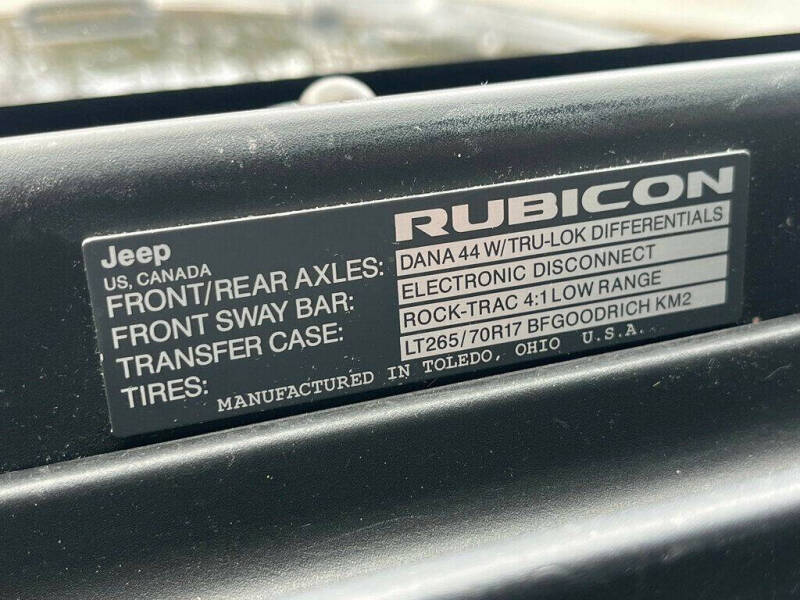 Jeep RUBICON
US, CANADA
FRONT/REAR AXLES: DANA 44 W/TRU-LOK DIFFERENTIALS
FRONT SWAY BAR: ELECTRONIC DISCONNECT
TRANSFER CASE: ROCK-TRAC 4:1 LOW RANGE
TIRES: LT265/70R17 BFGOODRICH KM2
MANUFACTURED IN TOLEDO, OHIO U.S.A.